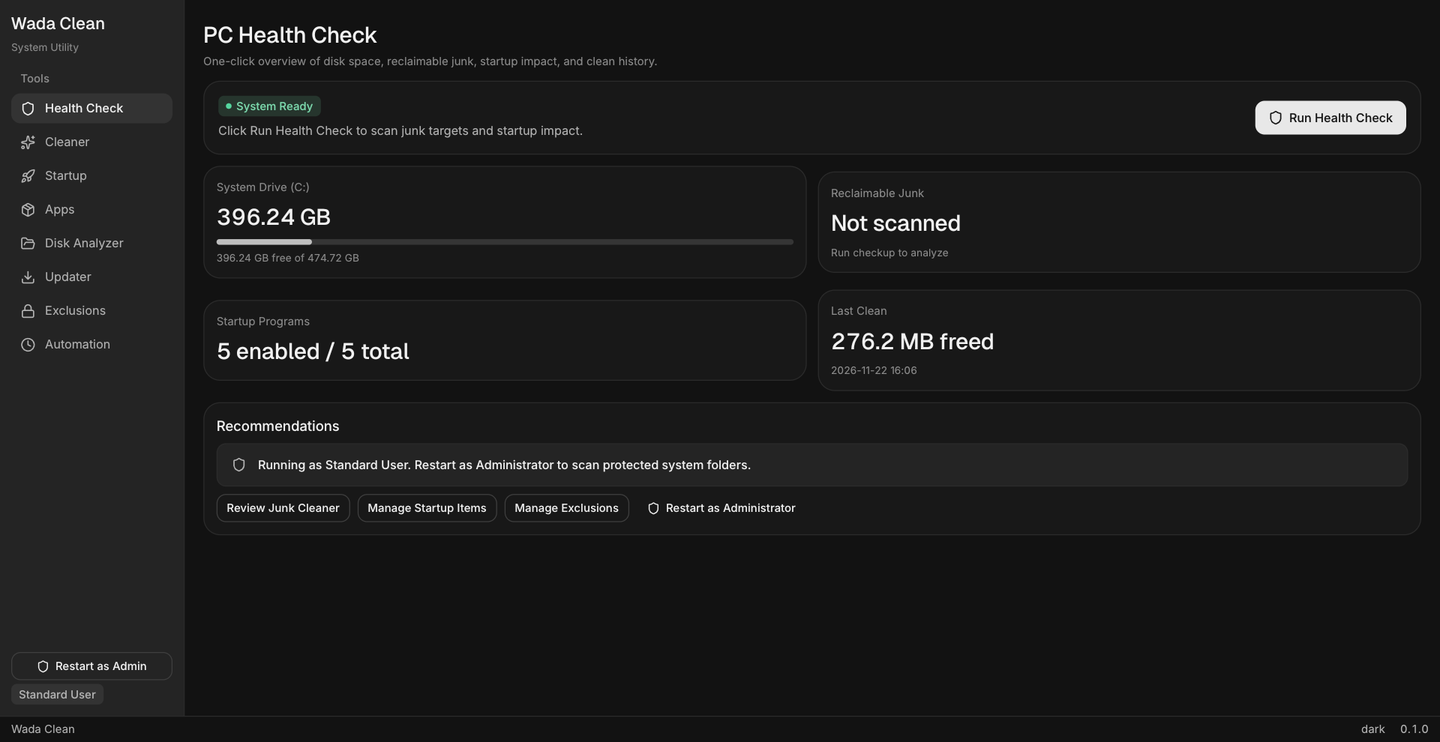 Wada Clean
System Utility
Tools
Health Check
Cleaner
Startup
Apps
Disk Analyzer
Updater
Exclusions
Automation
Restart as Admin
Standard User
PC Health Check
One-click overview of disk space, reclaimable junk, startup impact, and clean history.
System Ready
Click Run Health Check to scan junk targets and startup impact.
Run Health Check
System Drive (C:)
396.24 GB
396.24 GB free of 474.72 GB
Reclaimable Junk
Not scanned
Run checkup to analyze
Startup Programs
5 enabled / 5 total
Last Clean
276.2 MB freed
2026-11-22 16:06
Recommendations
Running as Standard User. Restart as Administrator to scan protected system folders.
Review Junk Cleaner
Manage Startup Items
Manage Exclusions
Restart as Administrator
Wada Clean
dark
0.1.0